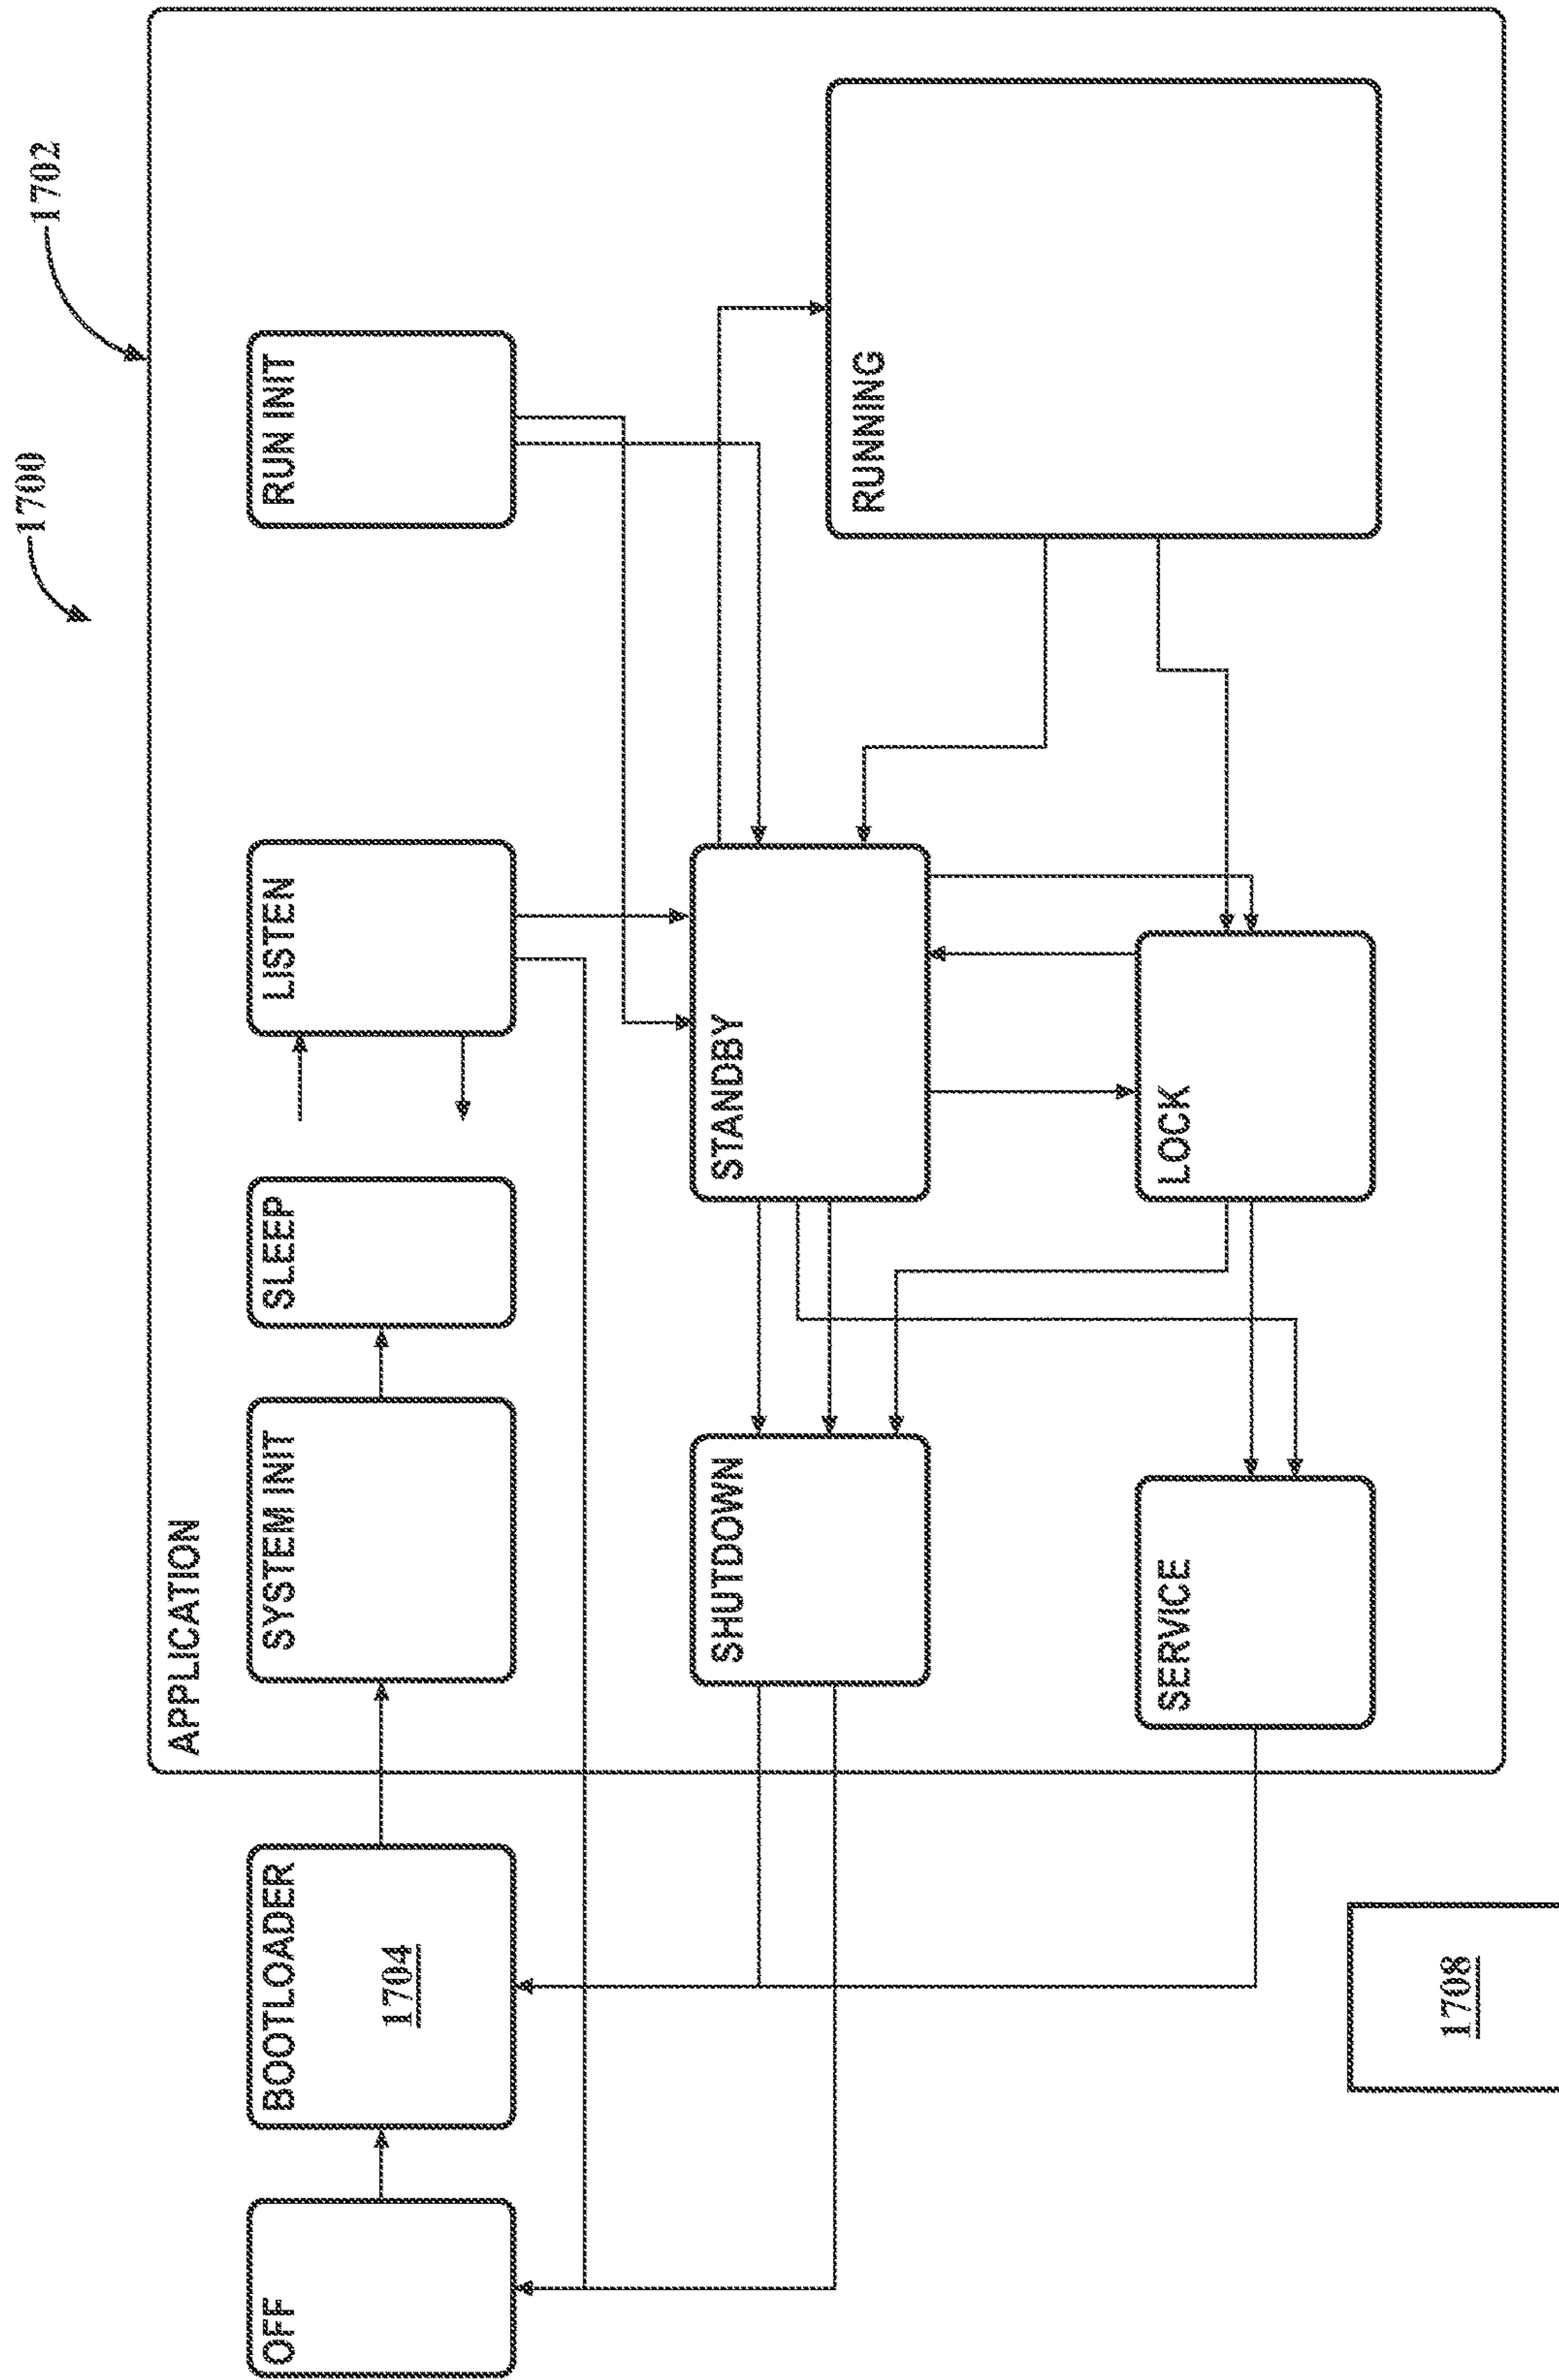 1700
1702
APPLICATION
OFF
BOOTLOADER
1704
SYSTEM INIT
SLEEP
LISTEN
RUN INIT
SHUTDOWN
STANDBY
RUNNING
SERVICE
LOCK
1708